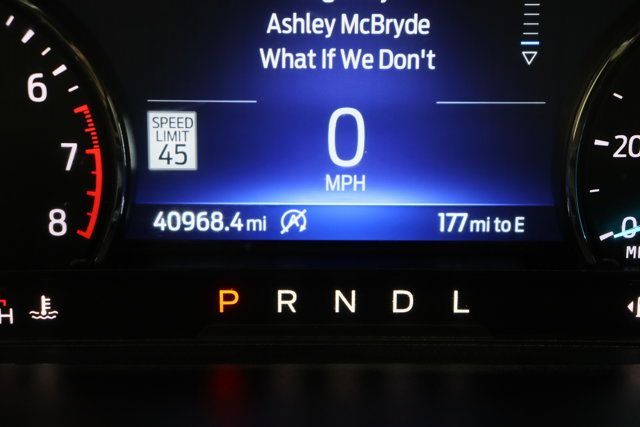 Ashley McBryde
What If We Don't
6
7
8
SPEED
LIMIT
45
0
MPH
20
0
40968.4 mi
177 mi to E
H
P R N D L